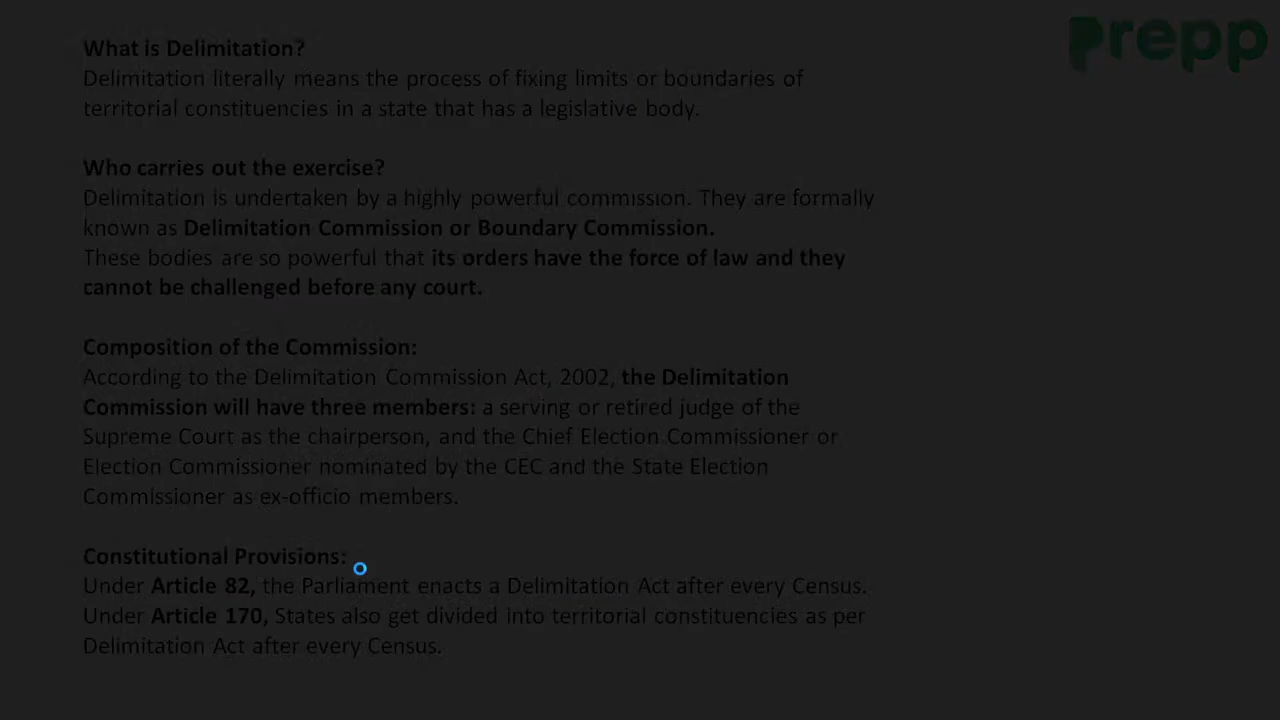 prepp
What is Delimitation?
Delimitation literally means the process of fixing limits or boundaries of
territorial constituencies in a state that has a legislative body.
Who carries out the exercise?
Delimitation is undertaken by a highly powerful commission. They are formally
known as Delimitation Commission or Boundary Commission.
These bodies are so powerful that its orders have the force of law and they
cannot be challenged before any court.
Composition of the Commission:
According to the Delimitation Commission Act, 2002, the Delimitation
Commission will have three members: a serving or retired judge of the
Supreme Court as the chairperson, and the Chief Election Commissioner or
Election Commissioner nominated by the CEC and the State Election
Commissioner as ex-officio members.
Constitutional Provisions:
Under Article 82, the Parliament enacts a Delimitation Act after every Census.
Under Article 170, States also get divided into territorial constituencies as per
Delimitation Act after every Census.